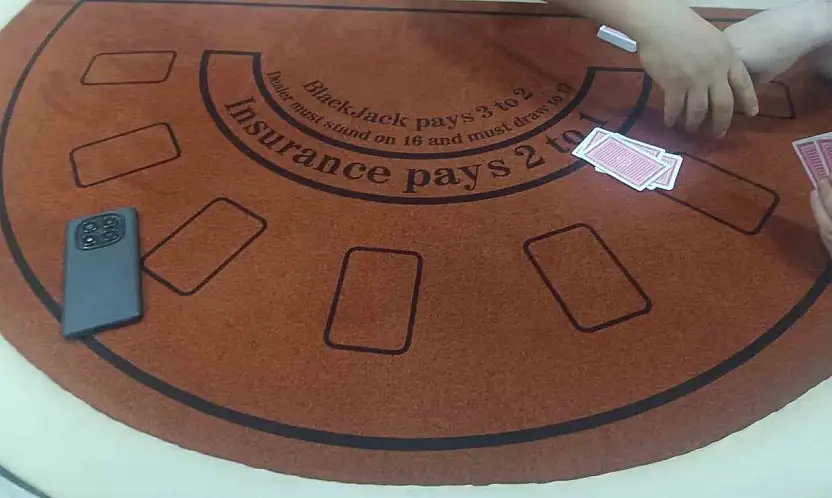 BlackJack pays 3 to 2
Dealer must stand on 16 and must draw to 17
Insurance pays 2 to 1